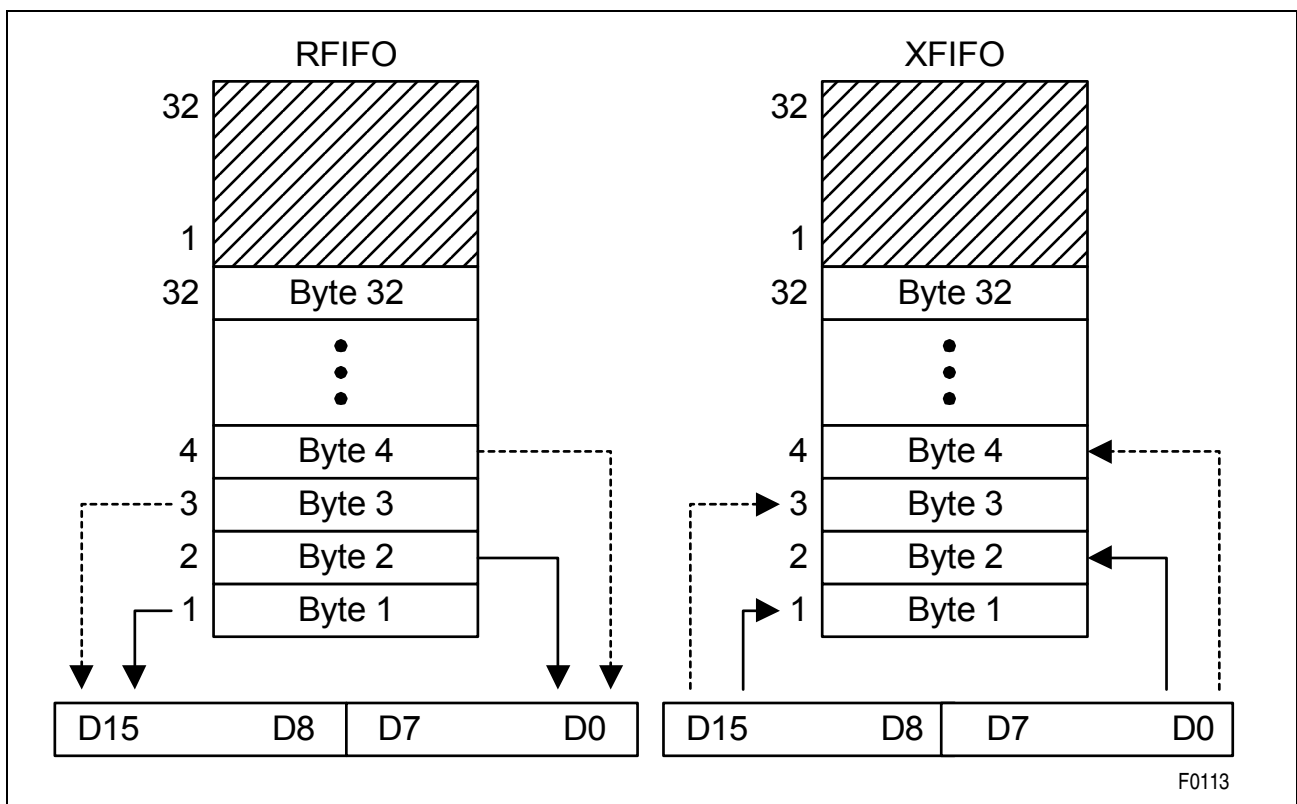 RFIFO XFIFO
32 32
1 1
32 Byte 32 32 Byte 32
4 Byte 4 4 Byte 4
3 Byte 3 3 Byte 3
2 Byte 2 2 Byte 2
1 Byte 1 1 Byte 1
D15 D8 D7 D0 D15 D8 D7 D0
F0113